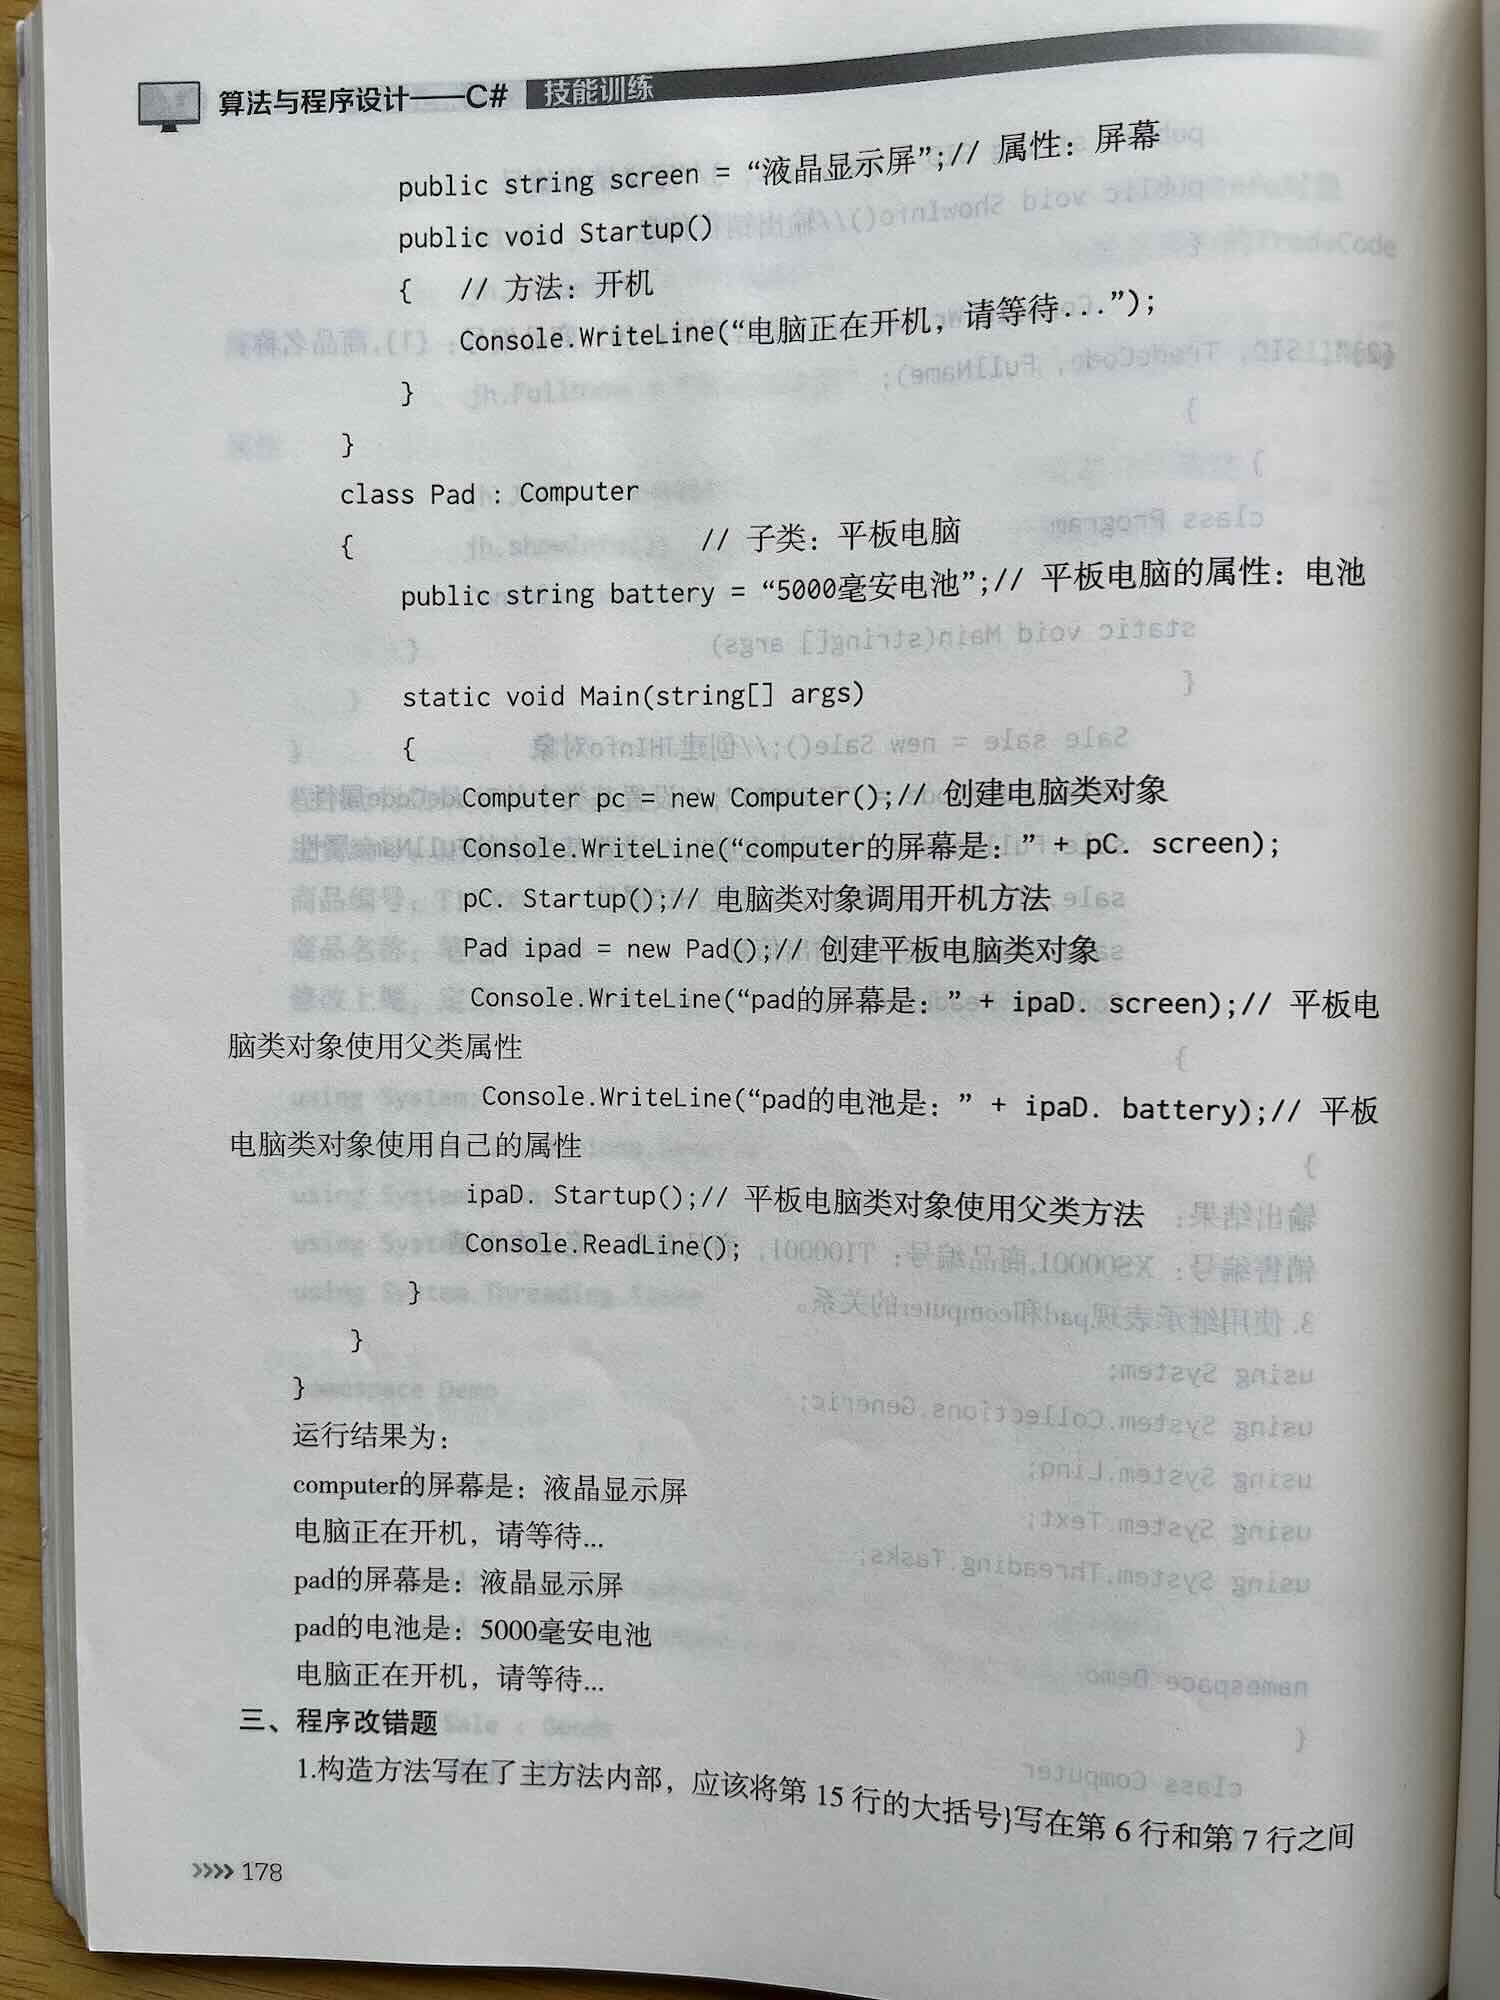 算法与程序设计——C# 技能训练
public string screen = “液晶显示屏”;// 属性：屏幕
public void Startup()
{ // 方法：开机
Console.WriteLine(“电脑正在开机，请等待...”);
}
}
class Pad : Computer
{ // 子类：平板电脑
public string battery = “5000毫安电池”;// 平板电脑的属性：电池
static void Main(string[] args)
{
Computer pc = new Computer();// 创建电脑类对象
Console.WriteLine(“computer的屏幕是：” + pC. screen);
pC. Startup();// 电脑类对象调用开机方法
Pad ipad = new Pad();// 创建平板电脑类对象
Console.WriteLine(“pad的屏幕是：” + ipaD. screen);// 平板电
脑类对象使用父类属性
Console.WriteLine(“pad的电池是：” + ipaD. battery);// 平板
电脑类对象使用自己的属性
ipaD. Startup();// 平板电脑类对象使用父类方法
Console.ReadLine();
}
}
}
运行结果为：
computer的屏幕是：液晶显示屏
电脑正在开机，请等待...
pad的屏幕是：液晶显示屏
pad的电池是：5000毫安电池
电脑正在开机，请等待...
三、程序改错题
1.构造方法写在了主方法内部，应该将第 15 行的大括号}写在第 6 行和第 7 行之间
>>>> 178